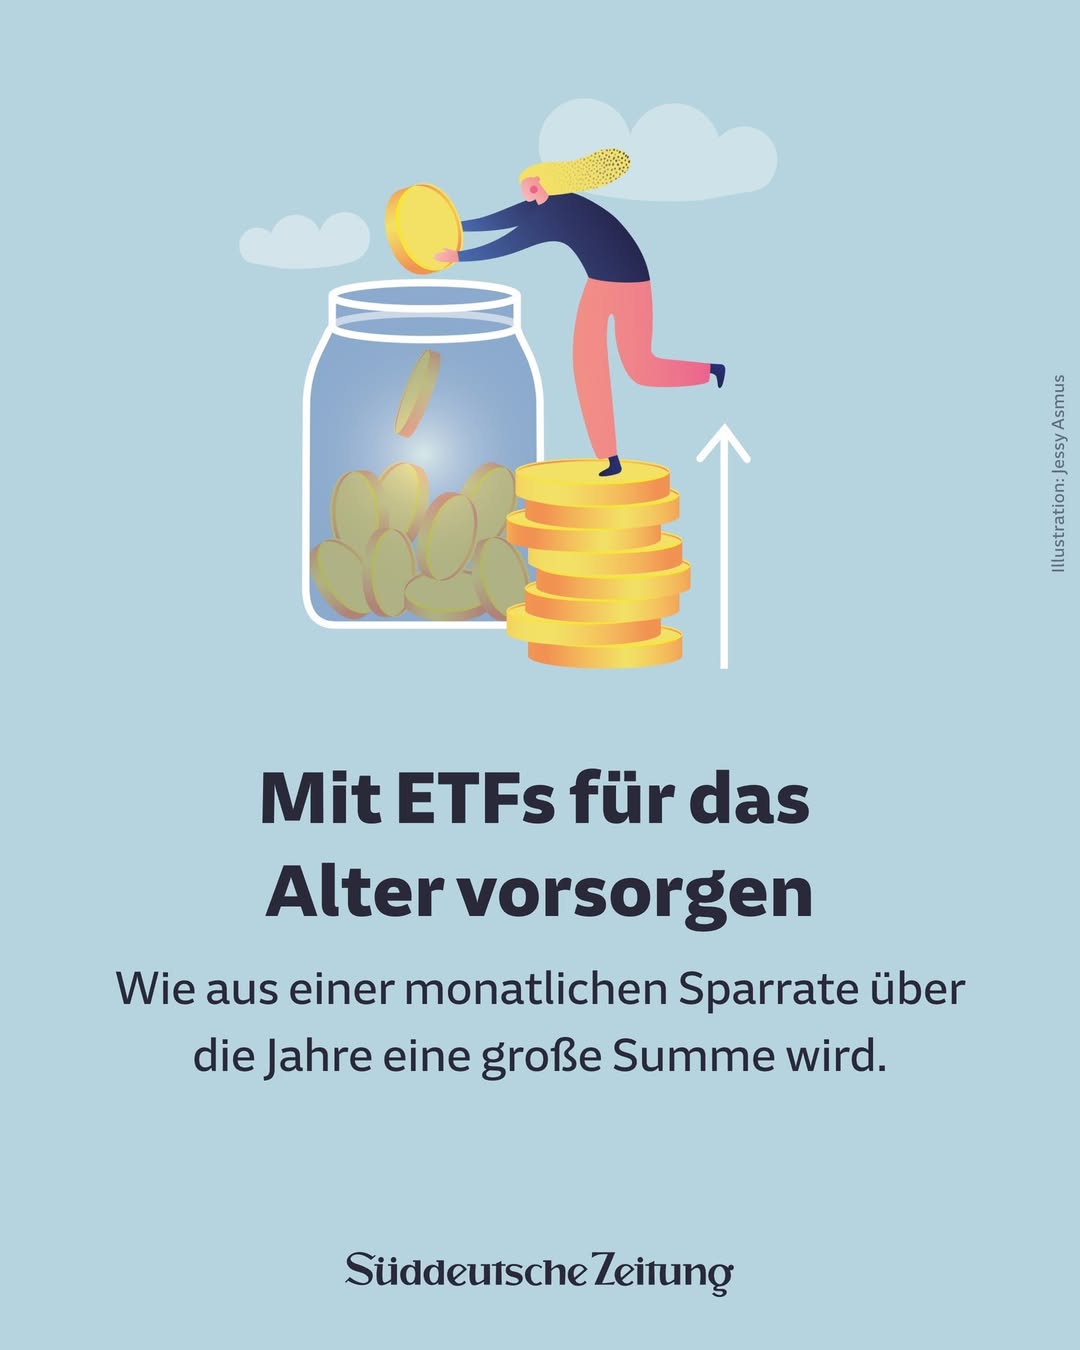 Illustration: Jessy Asmus
Mit ETFs für das
Alter vorsorgen
Wie aus einer monatlichen Sparrate über
die Jahre eine große Summe wird.
Süddeutsche Zeitung